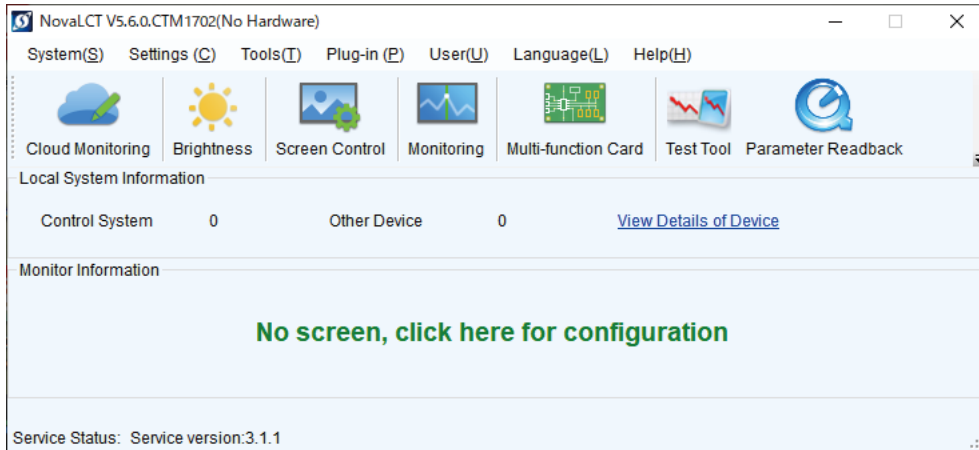 NovaLCT V5.6.0.CTM1702(No Hardware)
System(S) Settings (C) Tools(T) Plug-in (P) User(U) Language(L) Help(H)
Cloud Monitoring Brightness Screen Control Monitoring Multi-function Card Test Tool Parameter Readback
Local System Information
Control System 0 Other Device 0 View Details of Device
Monitor Information
No screen, click here for configuration
Service Status: Service version:3.1.1